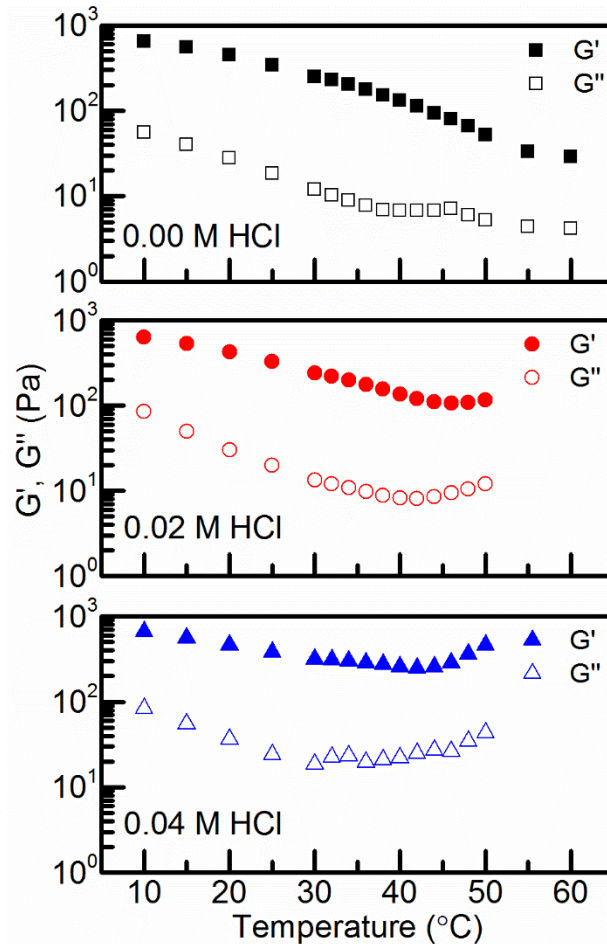 G', G'' (Pa)
10³
10²
10¹
10⁰
G'
G''
0.00 M HCl
10³
10²
10¹
10⁰
G'
G''
0.02 M HCl
10³
10²
10¹
10⁰
G'
G''
0.04 M HCl
10 20 30 40 50 60
Temperature (°C)